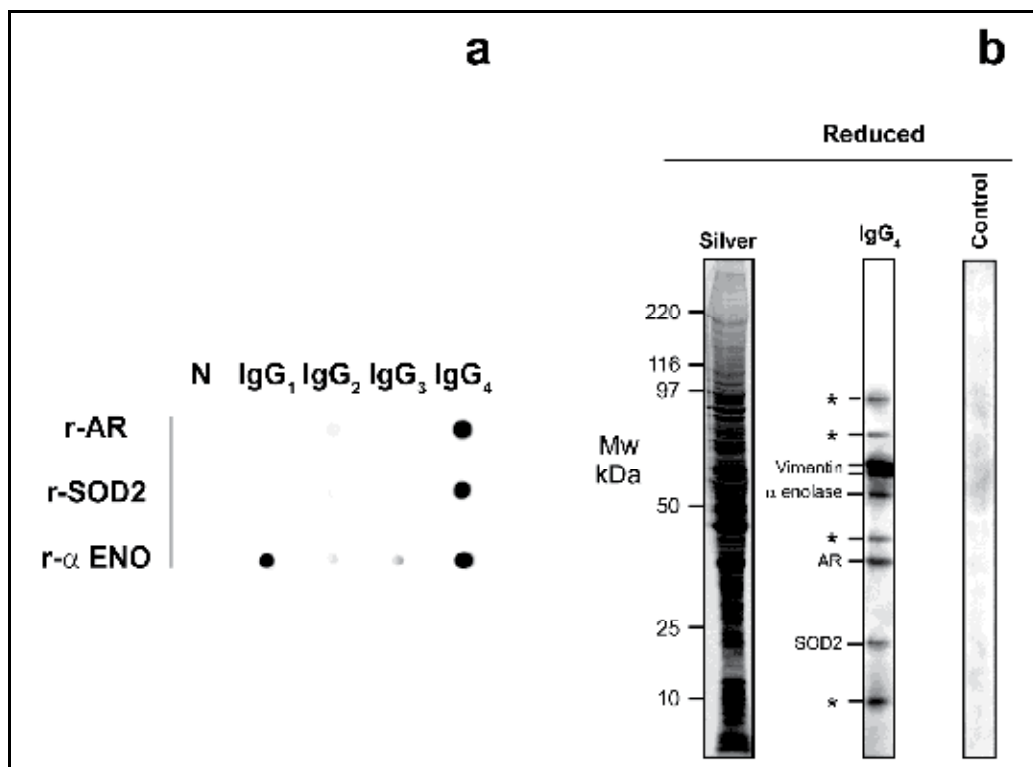 a
N IgG1 IgG2 IgG3 IgG4
r-AR
r-SOD2
r-α ENO
b
Reduced
Silver
IgG4
Control
Mw
kDa
220
116
97
50
25
10
*
*
Vimentin
α enolase
*
AR
SOD2
*